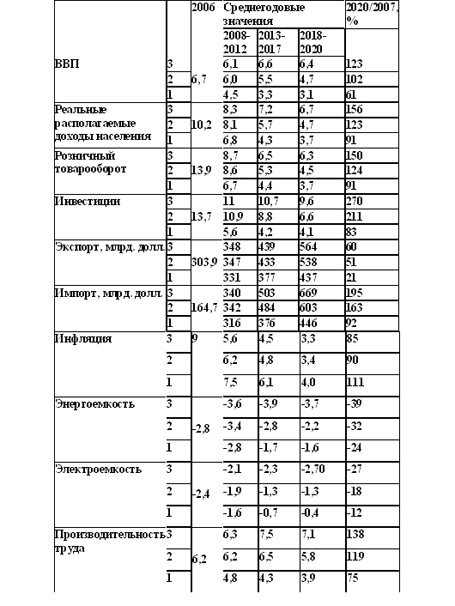 2006 Среднегодовые 2020/2007,
значения %
2008- 2013- 2018-
2012 2017 2020
ВВП 3 6,1 6,6 6,4 123
2 6,7 6,0 5,5 4,7 102
1 4,5 3,3 3,1 61
Реальные 3 8,3 7,2 6,7 156
располагаемые 2 10,2 8,1 5,7 4,7 123
доходы населения 1 6,8 4,3 3,7 91
Розничный 3 8,7 6,5 6,3 150
товарооборот 2 13,9 8,6 5,3 4,5 124
1 6,7 4,4 3,7 91
Инвестиции 3 11 10,7 9,6 270
2 13,7 10,9 8,8 6,6 211
1 5,6 4,2 4,1 83
Экспорт, млрд. долл. 3 348 439 564 60
2 303,9 347 433 538 51
1 331 377 437 21
Импорт, млрд. долл. 3 340 503 669 195
2 164,7 342 484 603 163
1 316 376 446 92
Инфляция 3 9 5,6 4,5 3,3 85
2 6,2 4,8 3,4 90
1 7,5 6,1 4,0 111
Энергоемкость 3 -3,6 -3,9 -3,7 -39
2 -2,8 -3,4 -2,8 -2,2 -32
1 -2,8 -1,7 -1,6 -24
Электроемкость 3 -2,1 -2,3 -2,70 -27
2 -2,4 -1,9 -1,3 -1,3 -18
1 -1,6 -0,7 -0,4 -12
Производительность 3 6,3 7,5 7,1 138
труда 2 6,2 6,2 6,5 5,8 119
1 4,8 4,3 3,9 75